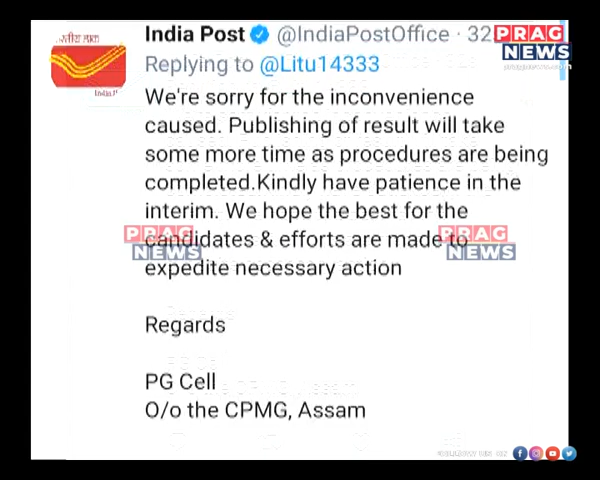 India Post @IndiaPostOffice · 32
Replying to @Litu14333
We're sorry for the inconvenience
caused. Publishing of result will take
some more time as procedures are being
completed.Kindly have patience in the
interim. We hope the best for the
candidates & efforts are made to
expedite necessary action
Regards
PG Cell
O/o the CPMG, Assam
PRAG
NEWS
PRAG
NEWS
PRAG
NEWS